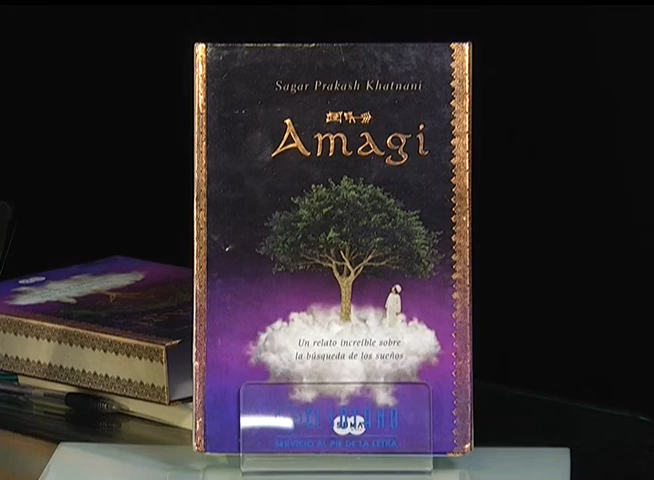 Sagar Prakash Khatnani
Amagi
Un relato increíble sobre
la búsqueda de los sueños
SUMA
SERVICIO AL PIE DE LA LETRA